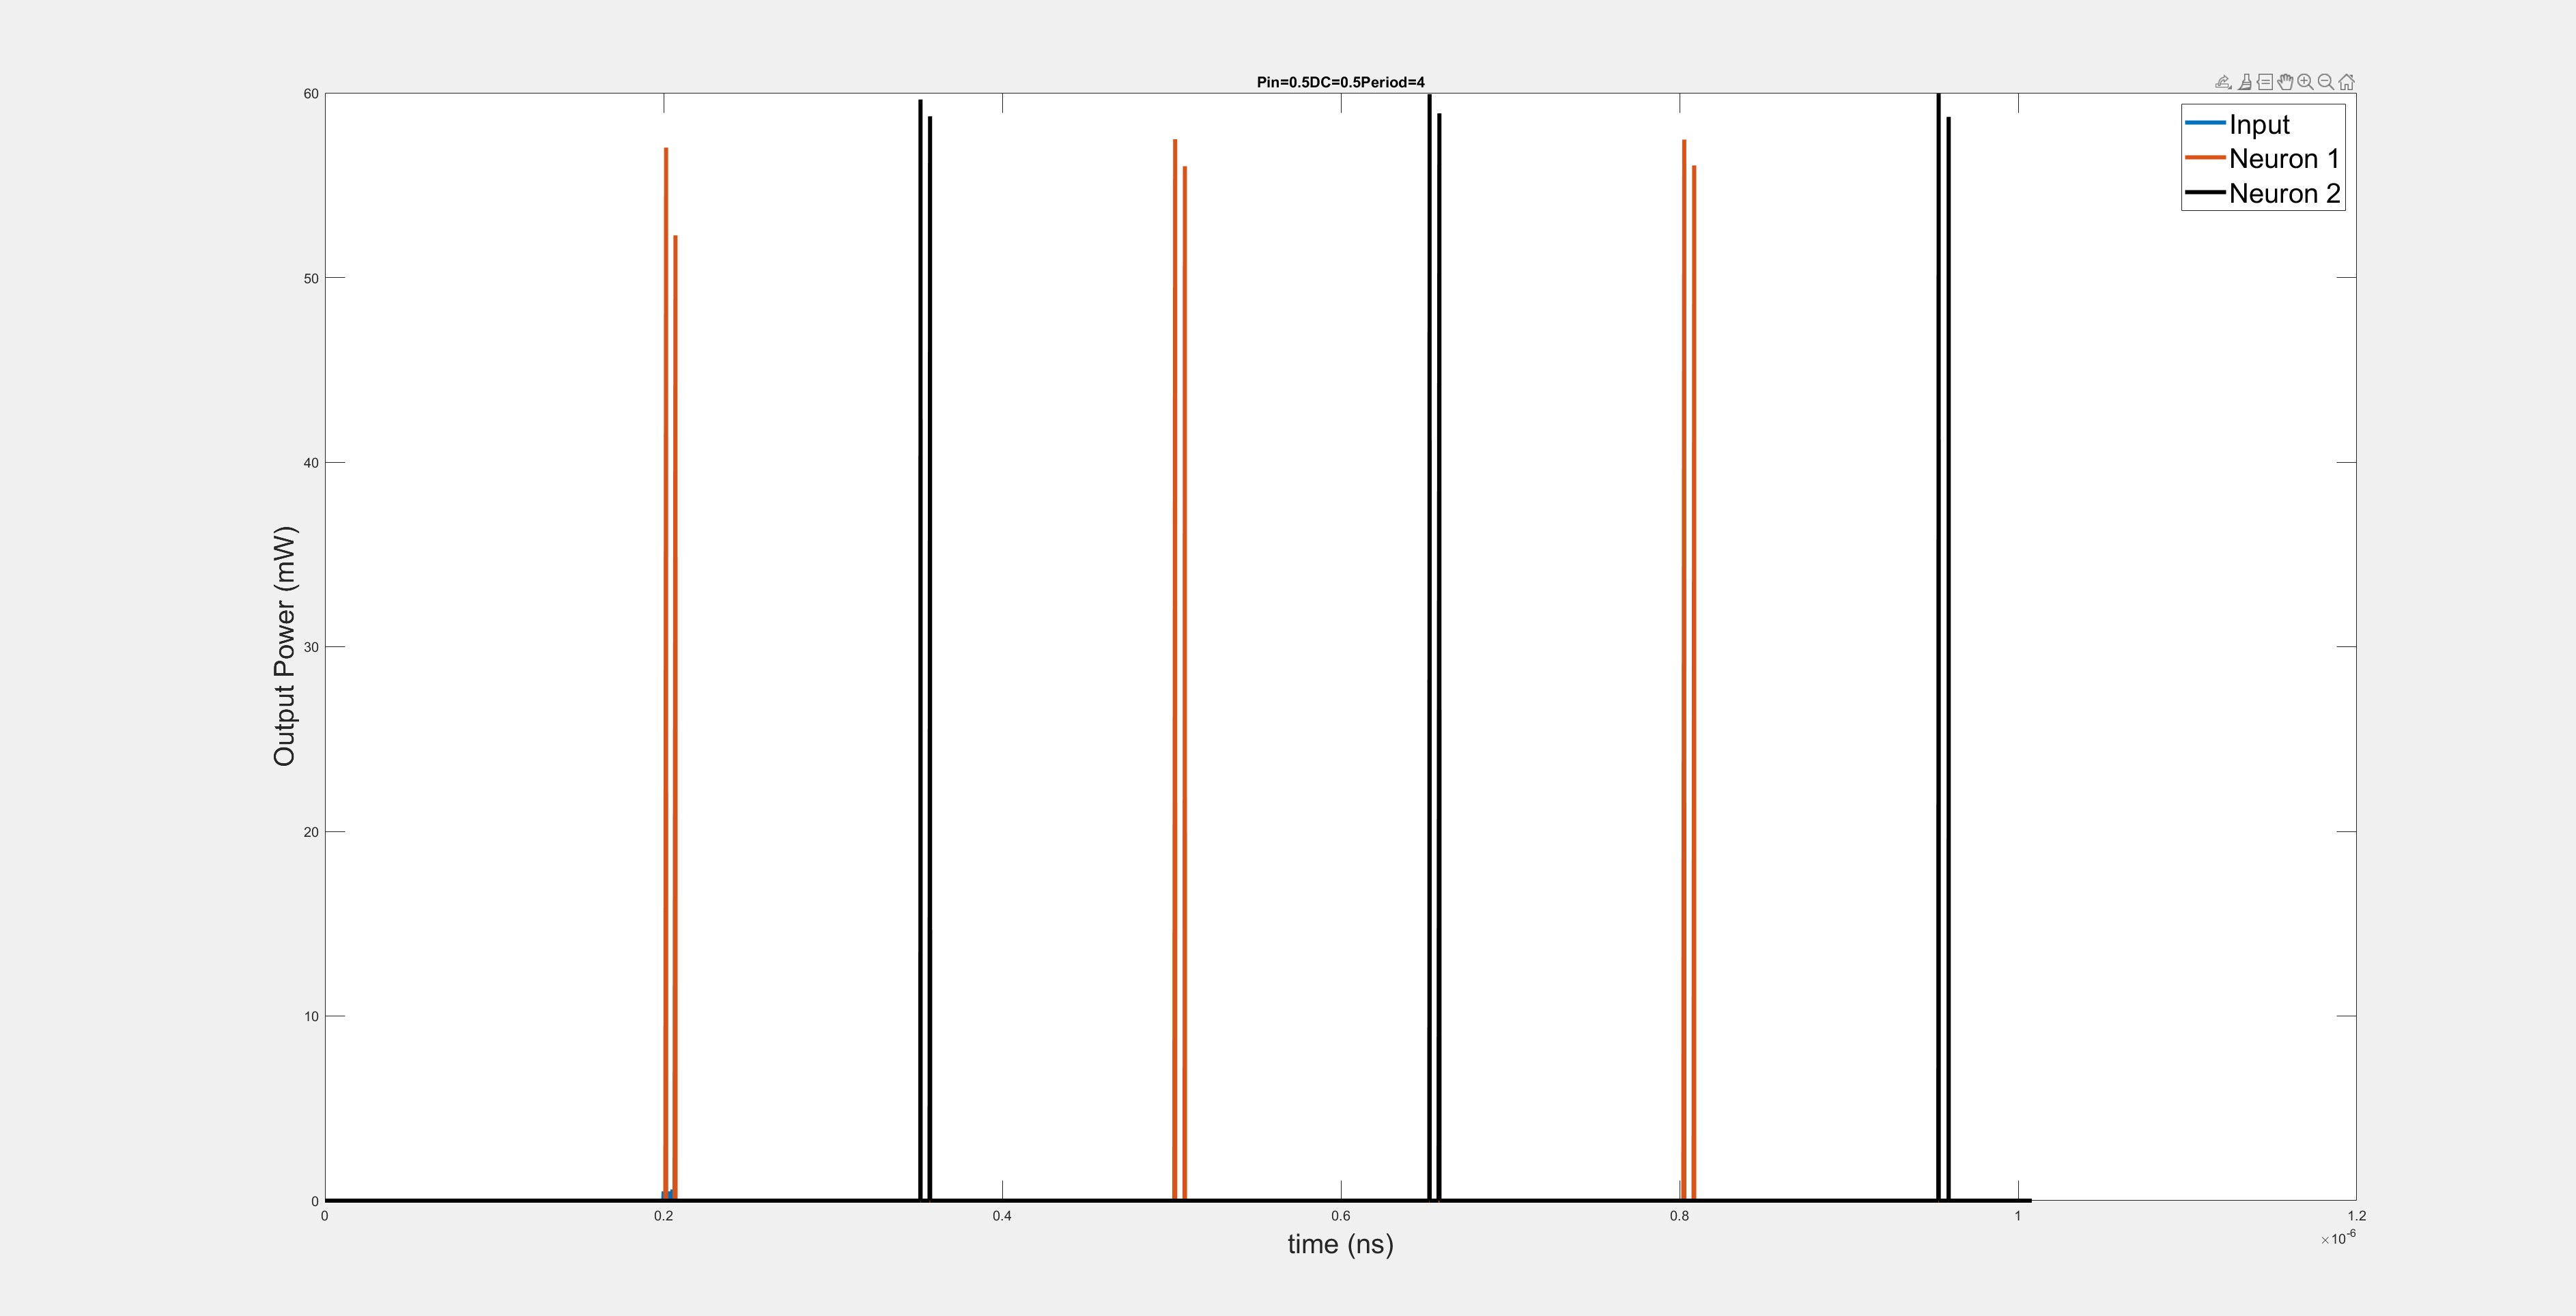 Pin=0.5DC=0.5Period=4
60
50
40
30
20
10
0
Output Power (mW)
Input
Neuron 1
Neuron 2
0 0.2 0.4 0.6 0.8 1 1.2
×10-6
time (ns)